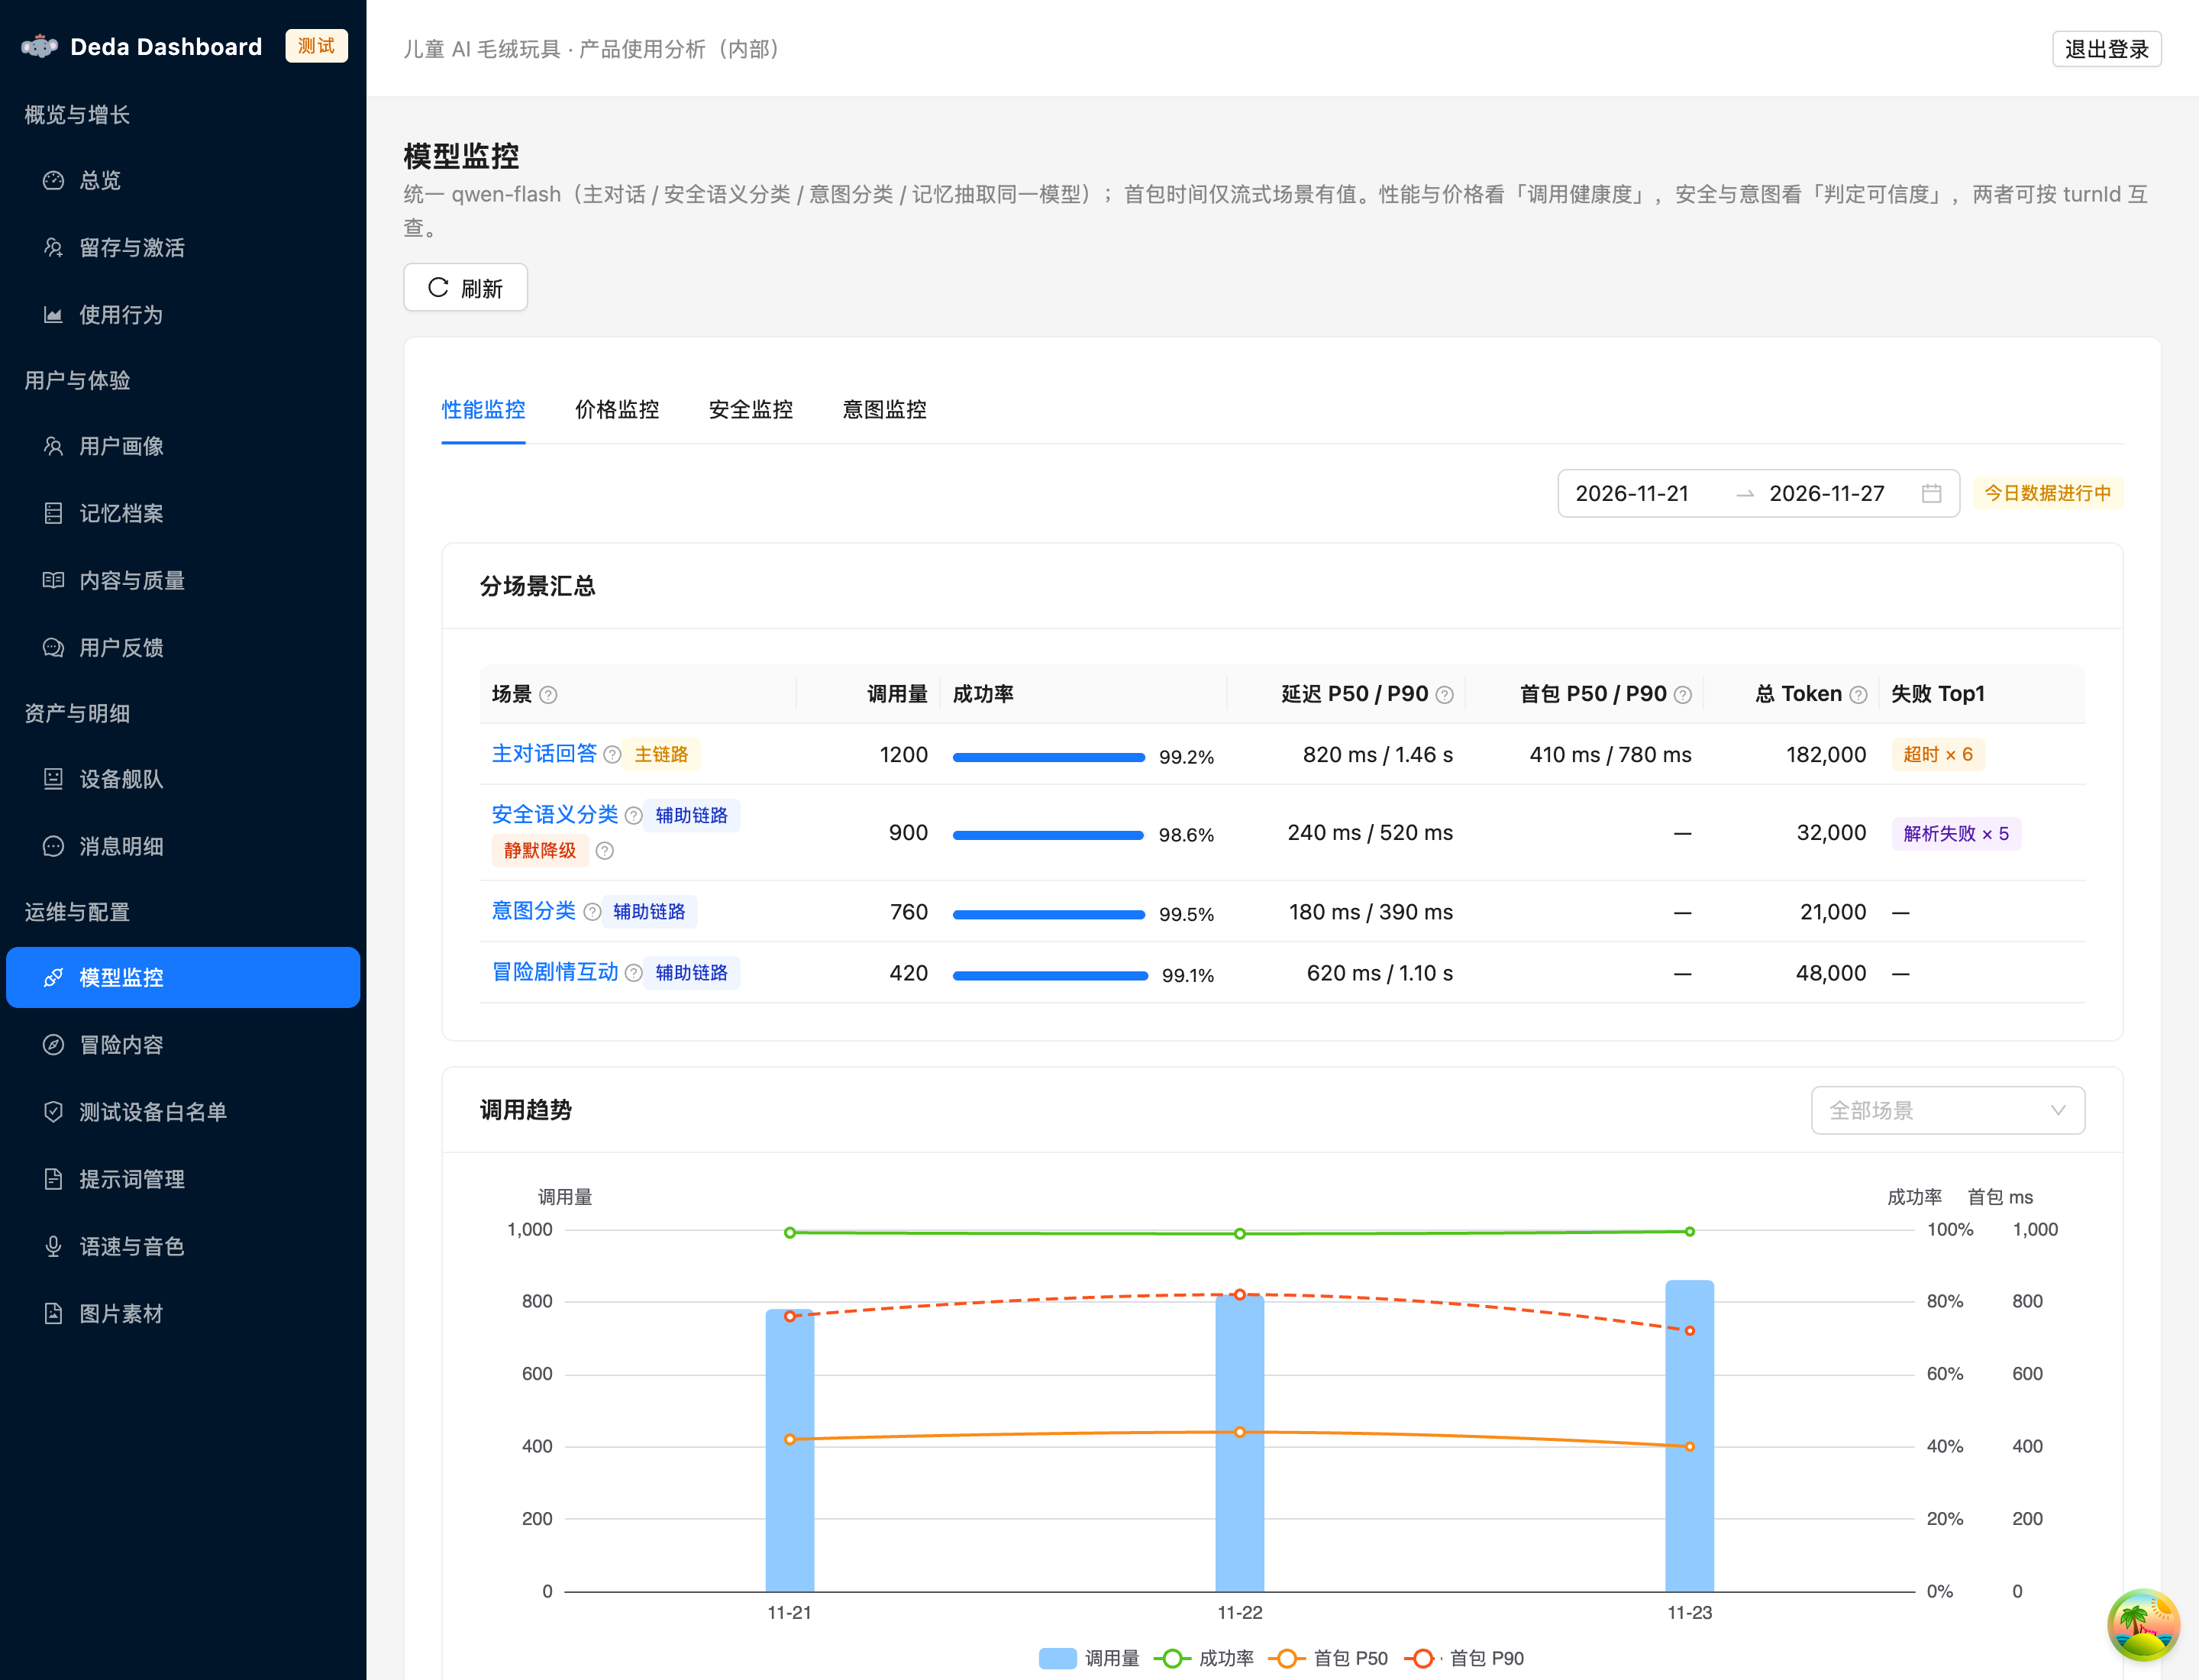 Deda Dashboard 测试
概览与增长
总览
留存与激活
使用行为
用户与体验
用户画像
记忆档案
内容与质量
用户反馈
资产与明细
设备舰队
消息明细
运维与配置
模型监控
冒险内容
测试设备白名单
提示词管理
语速与音色
图片素材
儿童 AI 毛绒玩具 · 产品使用分析（内部）
退出登录
模型监控
统一 qwen-flash（主对话 / 安全语义分类 / 意图分类 / 记忆抽取同一模型）；首包时间仅流式场景有值。性能与价格看「调用健康度」，安全与意图看「判定可信度」，两者可按 turnId 互
查。
刷新
性能监控 价格监控 安全监控 意图监控
2026-11-21 → 2026-11-27 今日数据进行中
分场景汇总
场景 调用量 成功率 延迟 P50 / P90 首包 P50 / P90 总 Token 失败 Top1
主对话回答 主链路 1200 99.2% 820 ms / 1.46 s 410 ms / 780 ms 182,000 超时 × 6
安全语义分类 辅助链路 静默降级 900 98.6% 240 ms / 520 ms — 32,000 解析失败 × 5
意图分类 辅助链路 760 99.5% 180 ms / 390 ms — 21,000 —
冒险剧情互动 辅助链路 420 99.1% 620 ms / 1.10 s — 48,000 —
调用趋势 全部场景
调用量 成功率 首包 ms
1,000 100% 1,000
800 80% 800
600 60% 600
400 40% 400
200 20% 200
0 0% 0
11-21 11-22 11-23
调用量 成功率 首包 P50 首包 P90